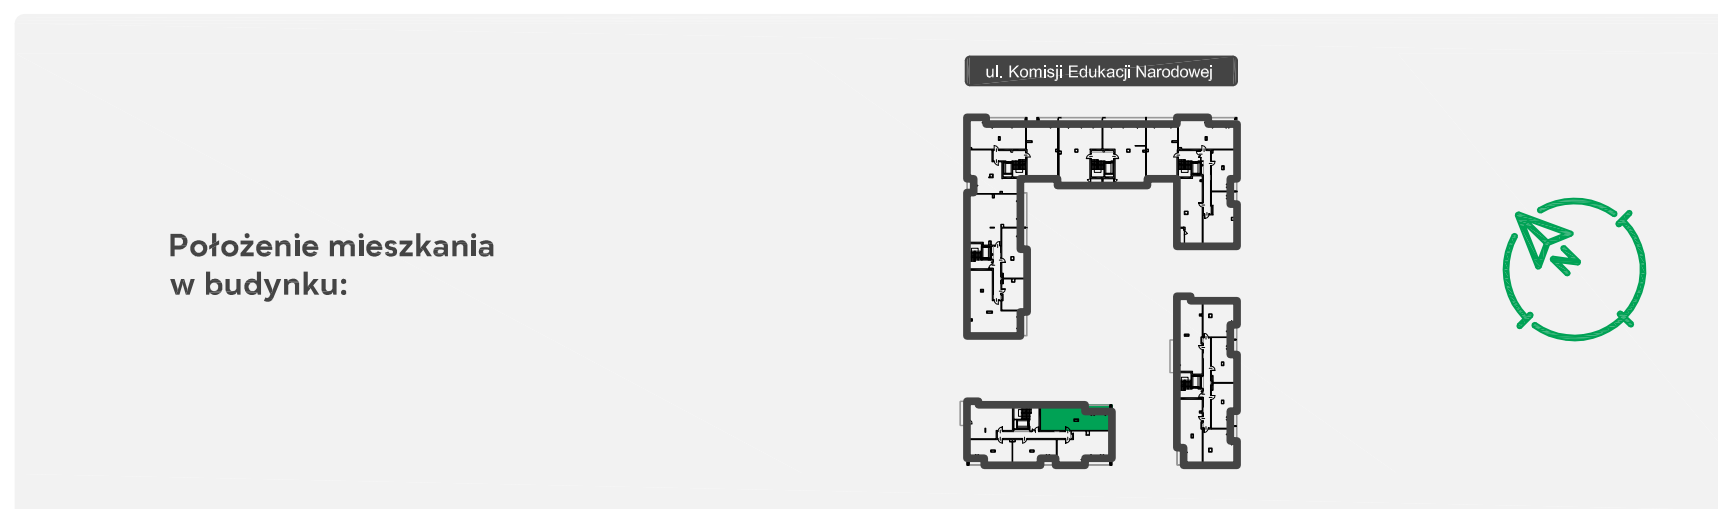 ul. Komisji Edukacji Narodowej
Położenie mieszkania
w budynku:
N